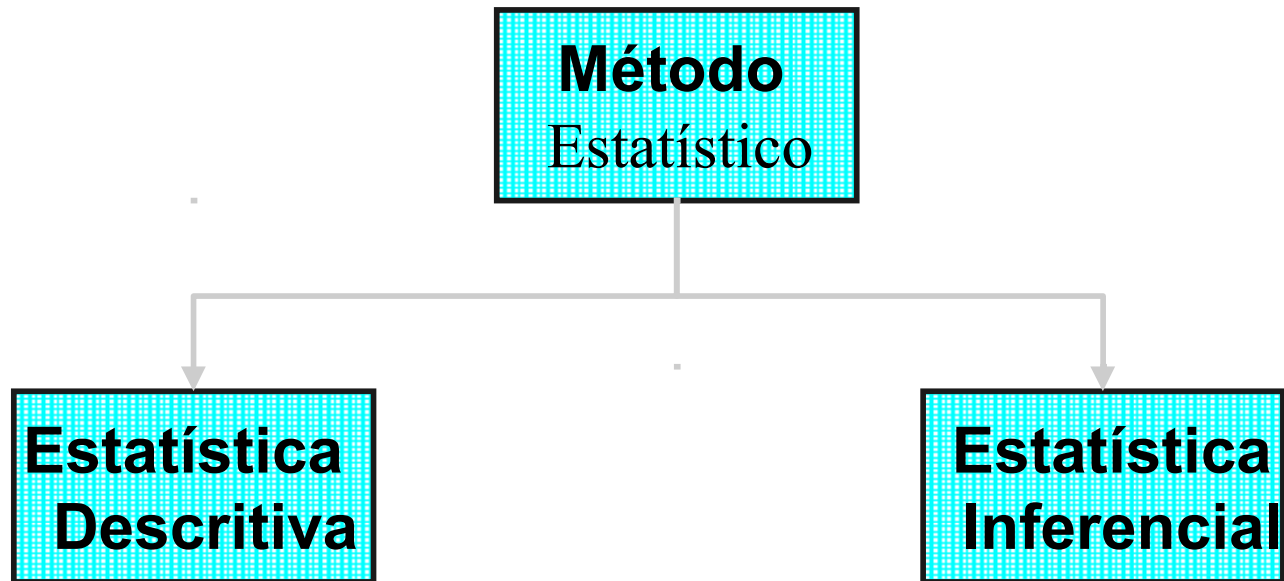 Método
Estatístico
Estatística
Descritiva
Estatística
Inferencial